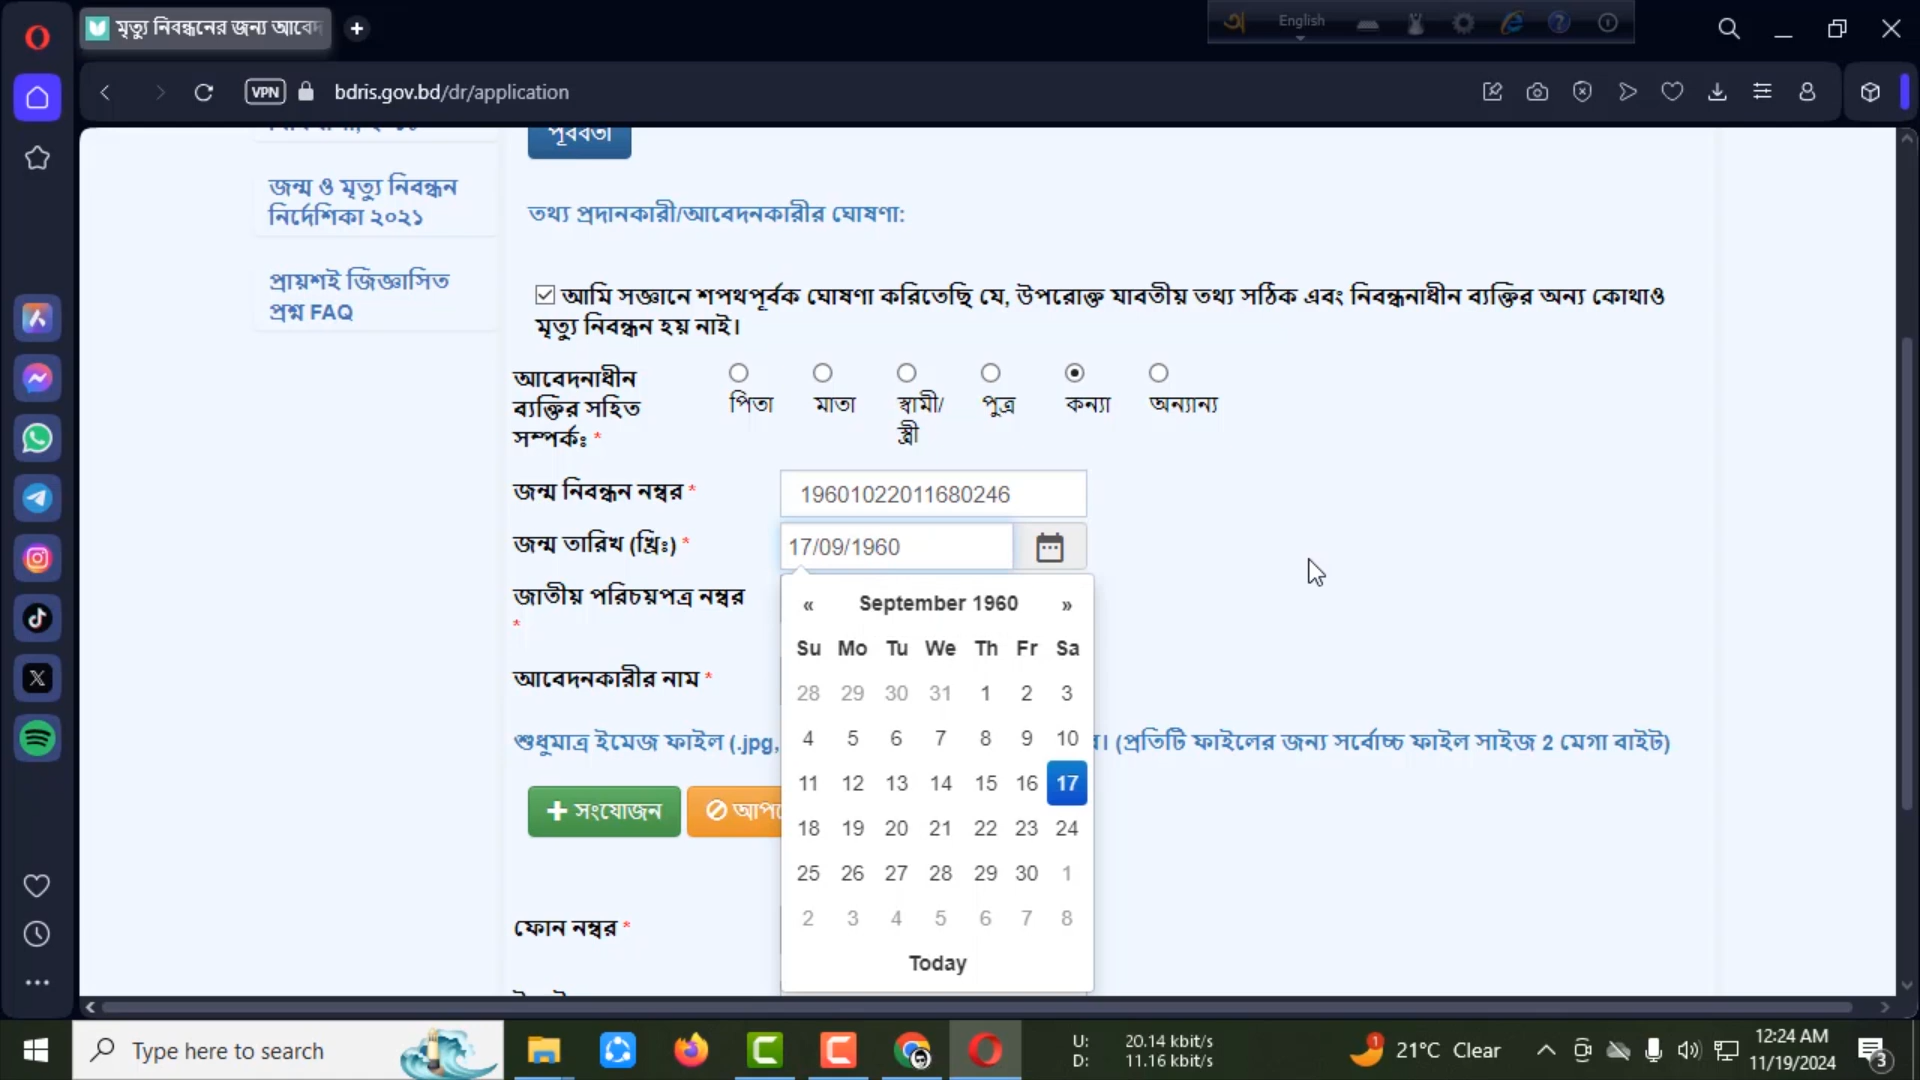 মৃত্যু নিবন্ধনের জন্য আবেদন
English
VPN
bdris.gov.bd/dr/application
পূর্ববর্তী
জন্ম ও মৃত্যু নিবন্ধন
নির্দেশিকা ২০২১
প্রায়শই জিজ্ঞাসিত
প্রশ্ন FAQ
তথ্য প্রদানকারী/আবেদনকারীর ঘোষণা:
আমি সজ্ঞানে শপথপূর্বক ঘোষণা করিতেছি যে, উপরোক্ত যাবতীয় তথ্য সঠিক এবং নিবন্ধনাধীন ব্যক্তির অন্য কোথাও
মৃত্যু নিবন্ধন হয় নাই।
আবেদনাধীন
ব্যক্তির সহিত
সম্পর্কঃ *
পিতা মাতা স্বামী/ পুত্র কন্যা অন্যান্য
স্ত্রী
জন্ম নিবন্ধন নম্বর *
19601022011680246
জন্ম তারিখ (খ্রিঃ) *
17/09/1960
জাতীয় পরিচয়পত্র নম্বর
*
আবেদনকারীর নাম *
« September 1960 »
Su Mo Tu We Th Fr Sa
28 29 30 31 1 2 3
4 5 6 7 8 9 10
11 12 13 14 15 16 17
18 19 20 21 22 23 24
25 26 27 28 29 30 1
2 3 4 5 6 7 8
Today
শুধুমাত্র ইমেজ ফাইল (.jpg,
(প্রতিটি ফাইলের জন্য সর্বোচ্চ ফাইল সাইজ 2 মেগা বাইট)
সংযোজন
ফোন নম্বর *
Type here to search
U: 20.14 kbit/s
D: 11.16 kbit/s
1
21°C Clear
12:24 AM
11/19/2024
3